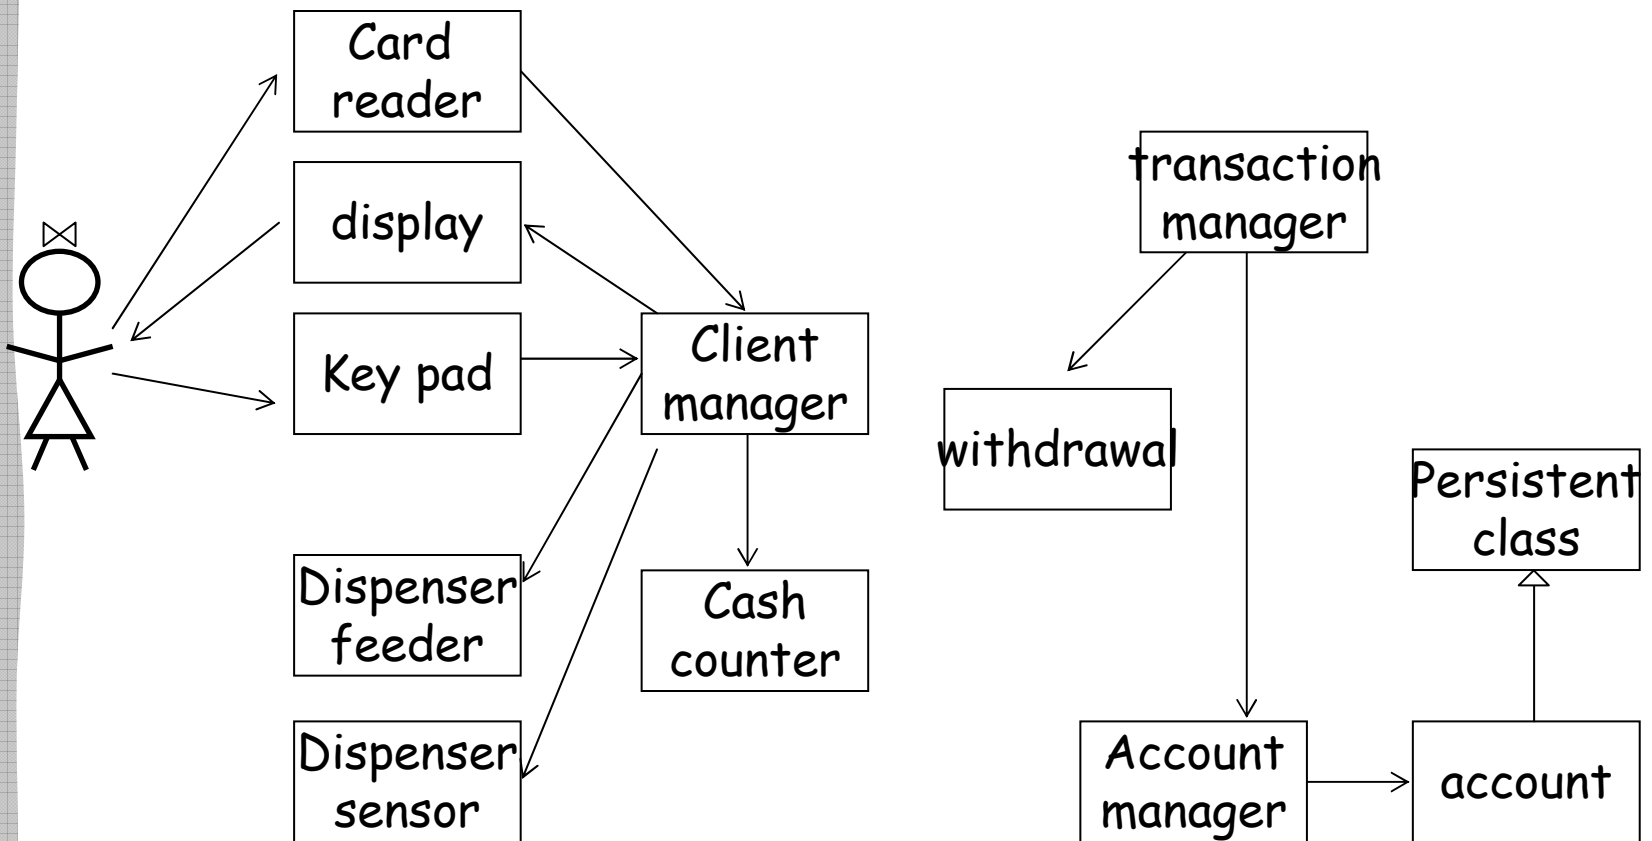 Card
reader
display
Key pad
Client
manager
Dispenser
feeder
Cash
counter
Dispenser
sensor
transaction
manager
withdrawal
Persistent
class
Account
manager
account